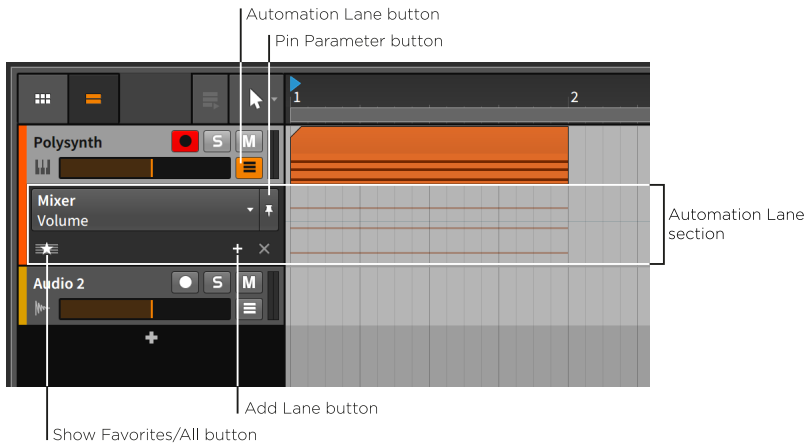 Automation Lane button
Pin Parameter button
1
2
Polysynth
S
M
Mixer
Volume
Automation Lane
section
Audio 2
S
M
Add Lane button
Show Favorites/All button